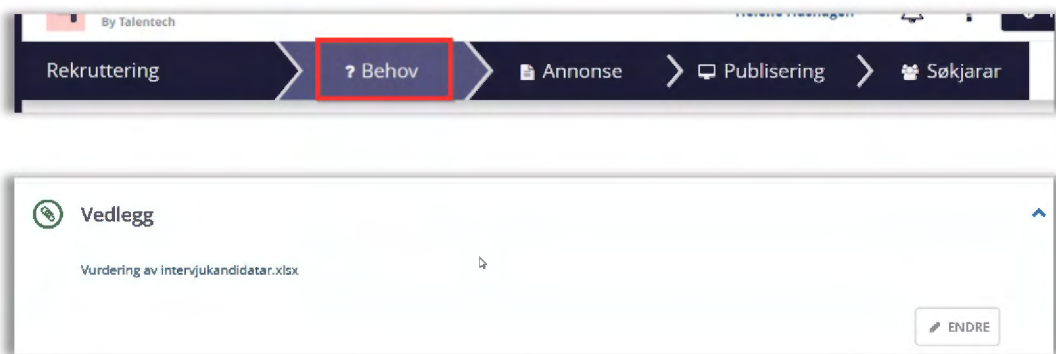 By Talentech
Rekruttering ? Behov Annonse Publisering Søkjarar
Vedlegg
Vurdering av intervjukandidatar.xlsx
ENDRE